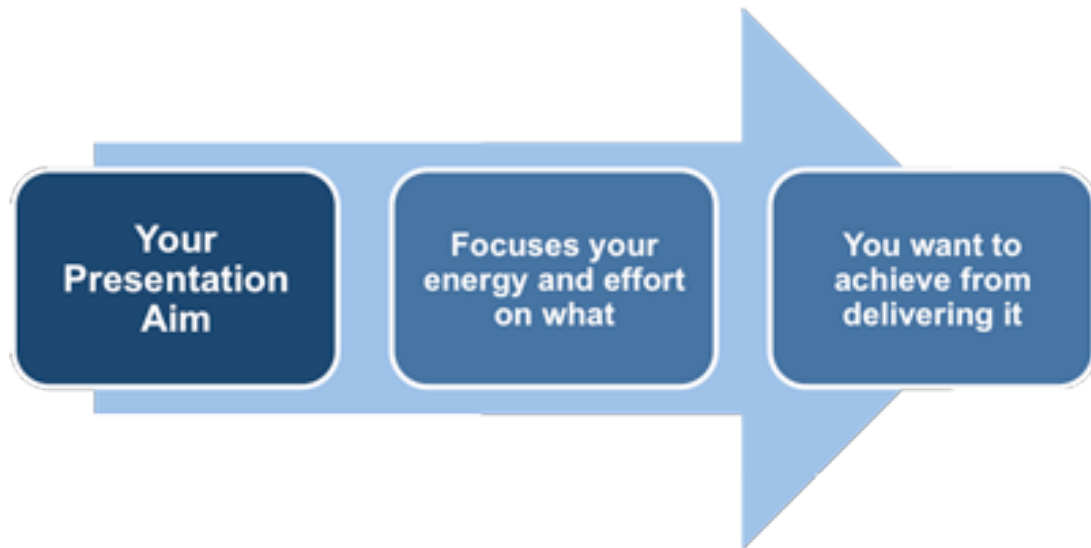 Your
Presentation
Aim
Focuses your
energy and effort
on what
You want to
achieve from
delivering it